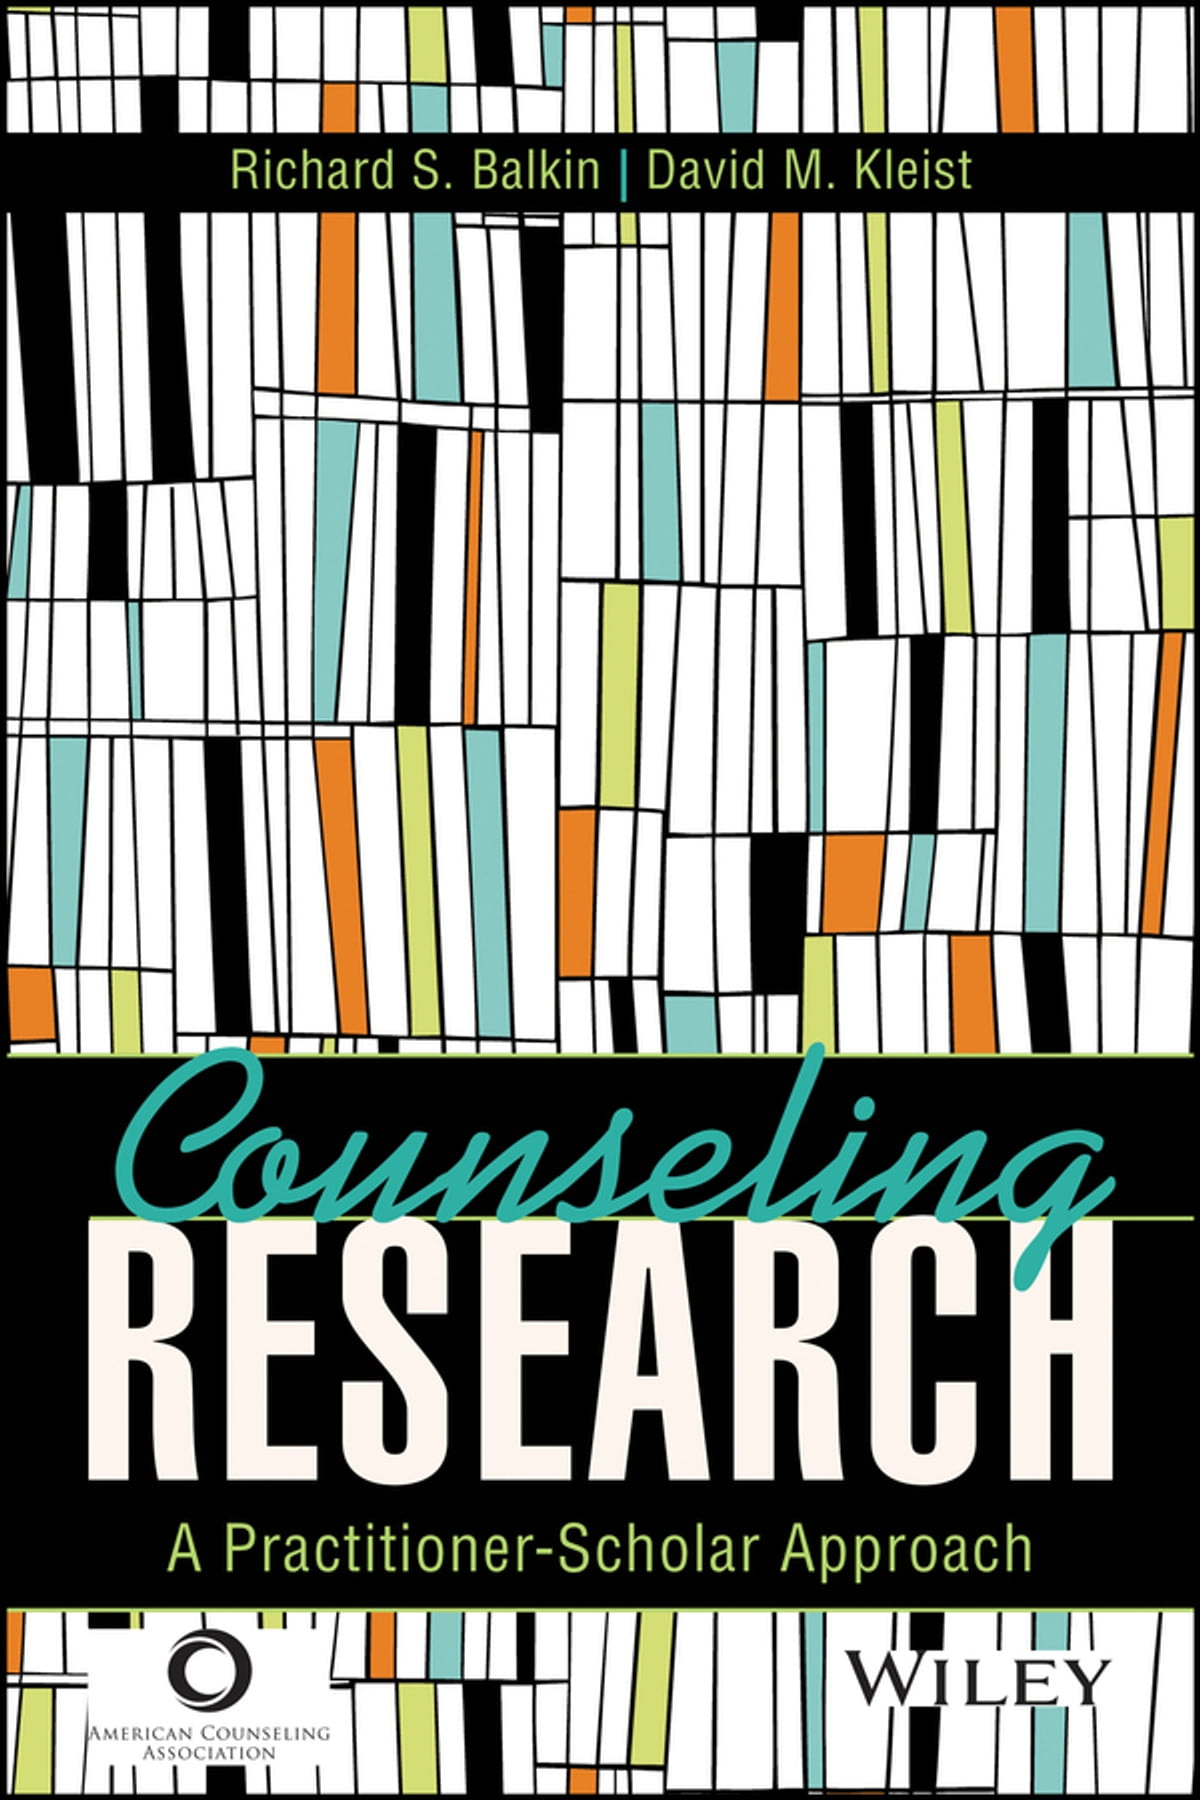 Richard S. Balkin | David M. Kleist
Counseling
RESEARCH
A Practitioner-Scholar Approach
AMERICAN COUNSELING
ASSOCIATION
WILEY